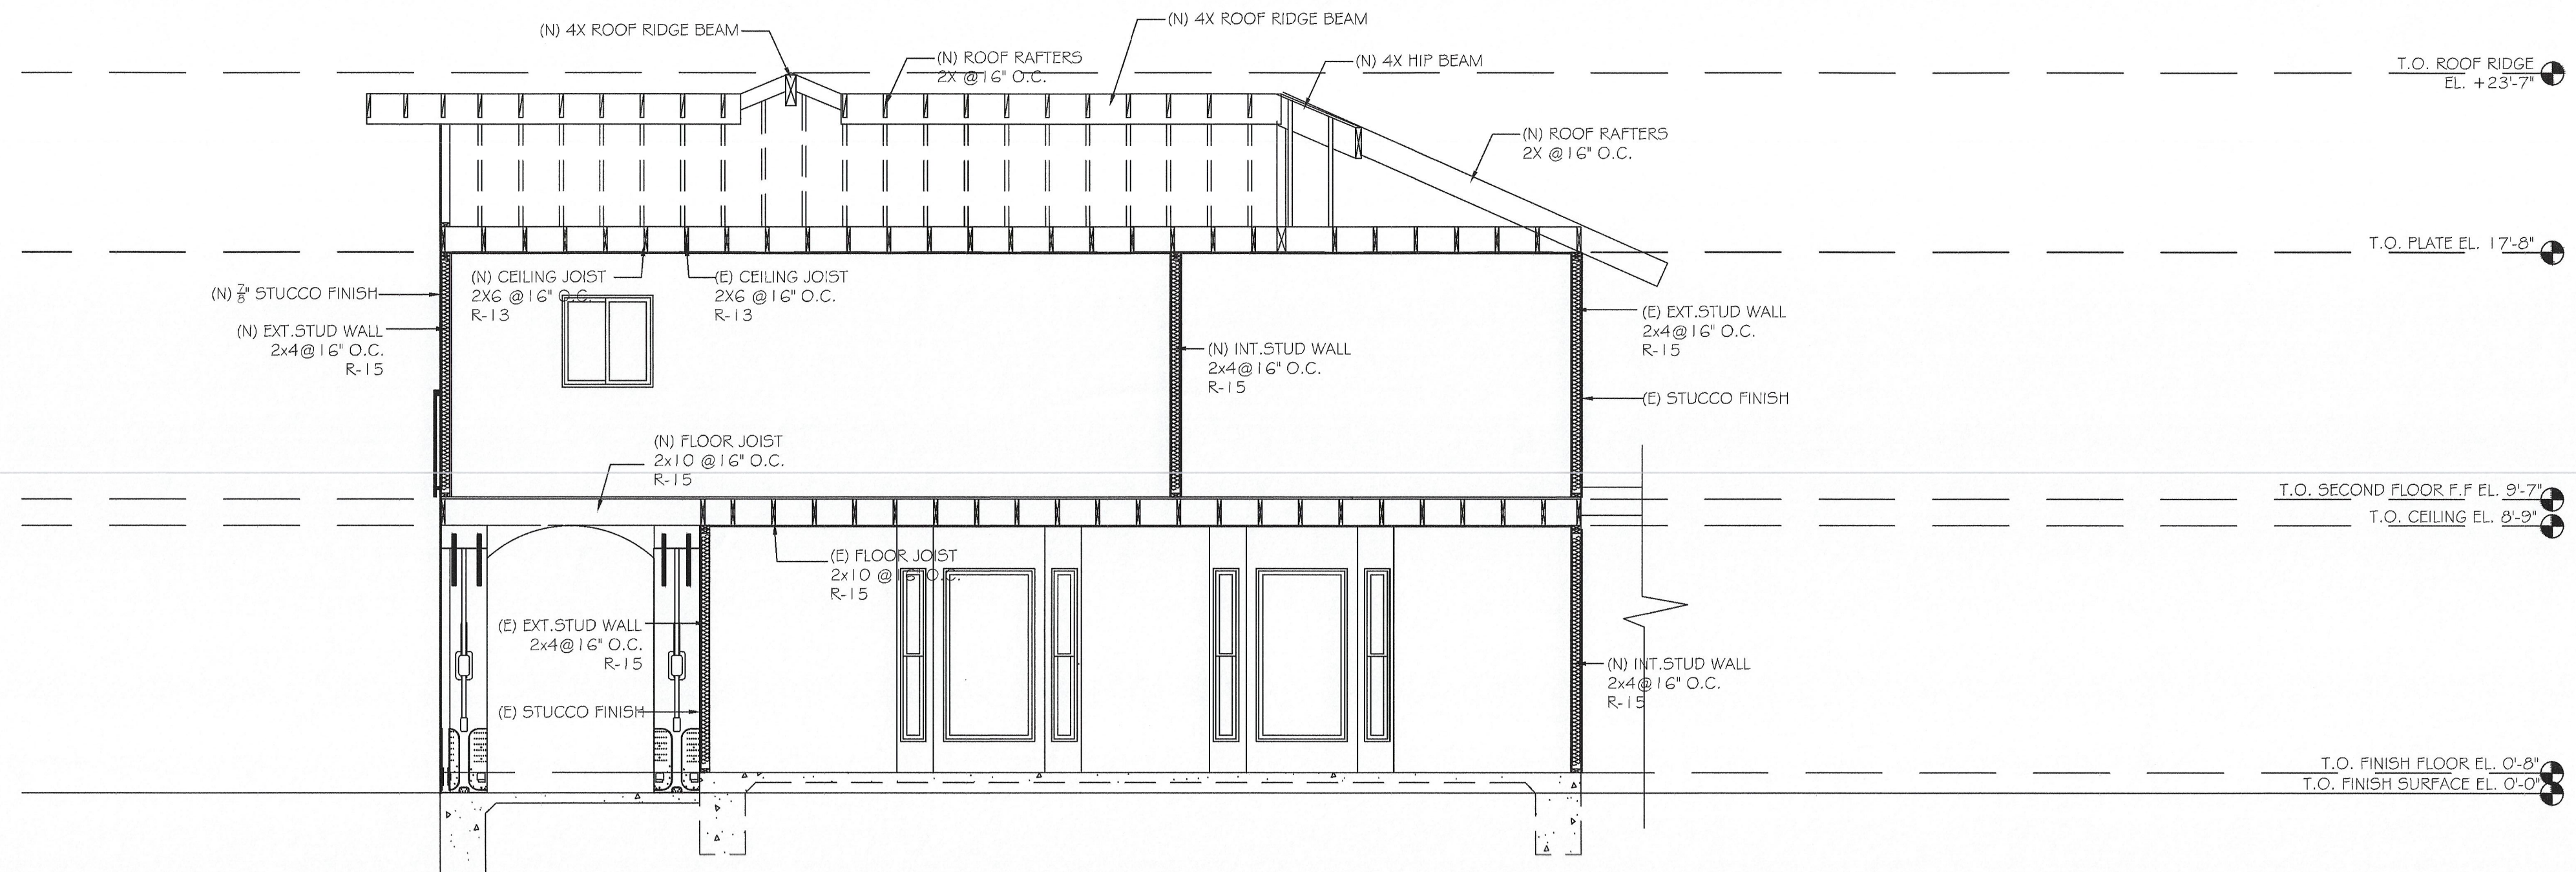 (N) 4X ROOF RIDGE BEAM
(N) 4X ROOF RIDGE BEAM
(N) ROOF RAFTERS
2X @16" O.C.
(N) 4X HIP BEAM
T.O. ROOF RIDGE
EL. +23'-7"
(N) ROOF RAFTERS
2X @16" O.C.
T.O. PLATE EL. 17'-8"
(N) CEILING JOIST
2X6 @16" O.C.
R-13
(E) CEILING JOIST
2X6 @16" O.C.
R-13
(N) 7/8" STUCCO FINISH
(N) EXT.STUD WALL
2x4@16" O.C.
R-15
(E) EXT.STUD WALL
2x4@16" O.C.
R-15
(N) INT.STUD WALL
2x4@16" O.C.
R-15
(E) STUCCO FINISH
(N) FLOOR JOIST
2x10 @16" O.C.
R-15
T.O. SECOND FLOOR F.F EL. 9'-7"
T.O. CEILING EL. 8'-9"
(E) FLOOR JOIST
2x10 @16" O.C.
R-15
(E) EXT.STUD WALL
2x4@16" O.C.
R-15
(E) STUCCO FINISH
(N) INT.STUD WALL
2x4@16" O.C.
R-15
T.O. FINISH FLOOR EL. 0'-8"
T.O. FINISH SURFACE EL. 0'-0"